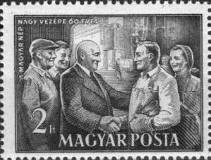 A MAGYAR NÉP
NAGY VEZÉRE 60 ÉVES
2 Ft
MAGYAR POSTA